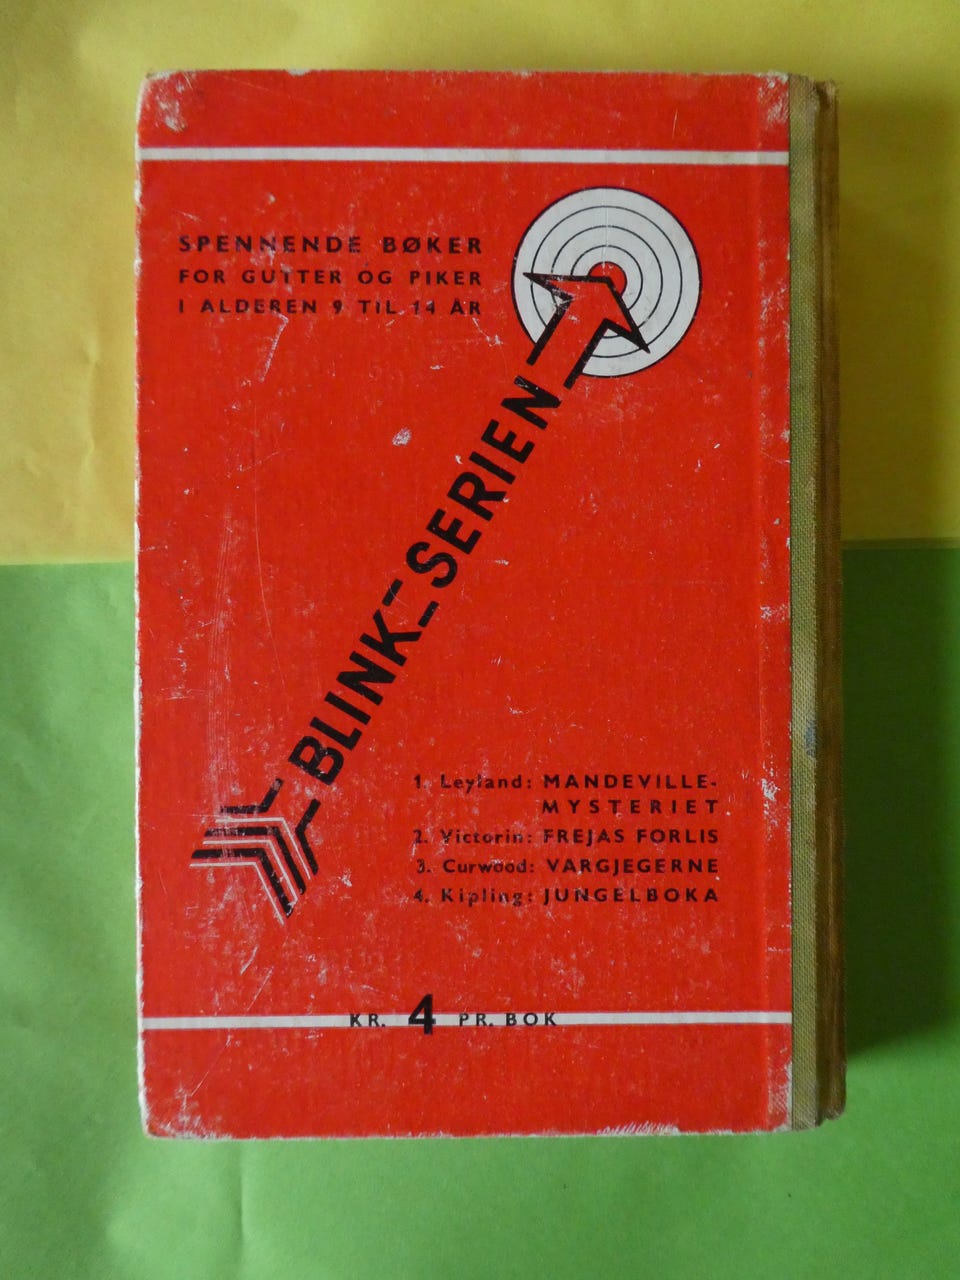 SPENNENDE BØKER
FOR GUTTER OG PIKER
I ALDEREN 9 TIL 14 ÅR
BLINK-SERIEN
1. Leyland: MANDEVILLE-
MYSTERIET
2. Victorin: FREJAS FORLIS
3. Curwood: VARGJEGERNE
4. Kipling: JUNGELBOKA
KR. 4 PR. BOK